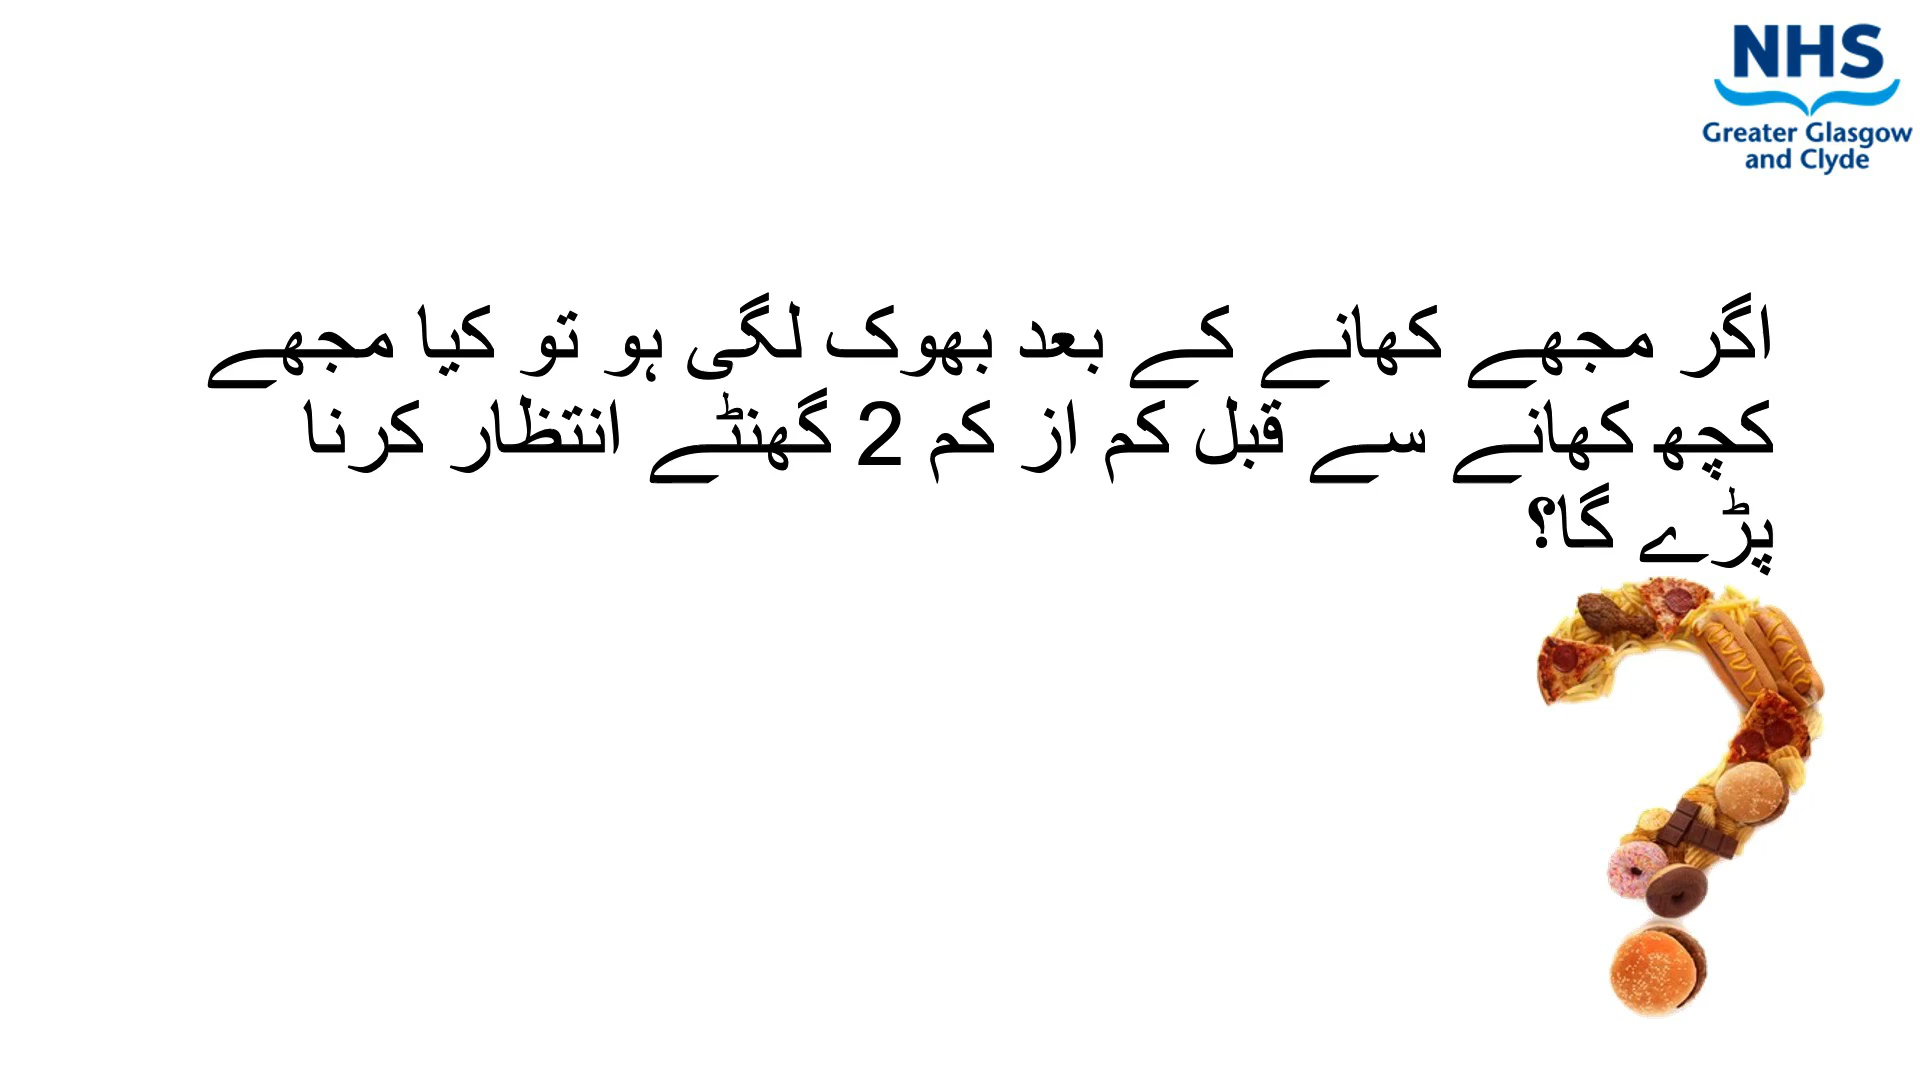 NHS
Greater Glasgow
and Clyde
اگر مجھے کھانے کے بعد بھوک لگی ہو تو کیا مجھے
کچھ کھانے سے قبل کم از کم 2 گھنٹے انتظار کرنا
پڑے گا؟